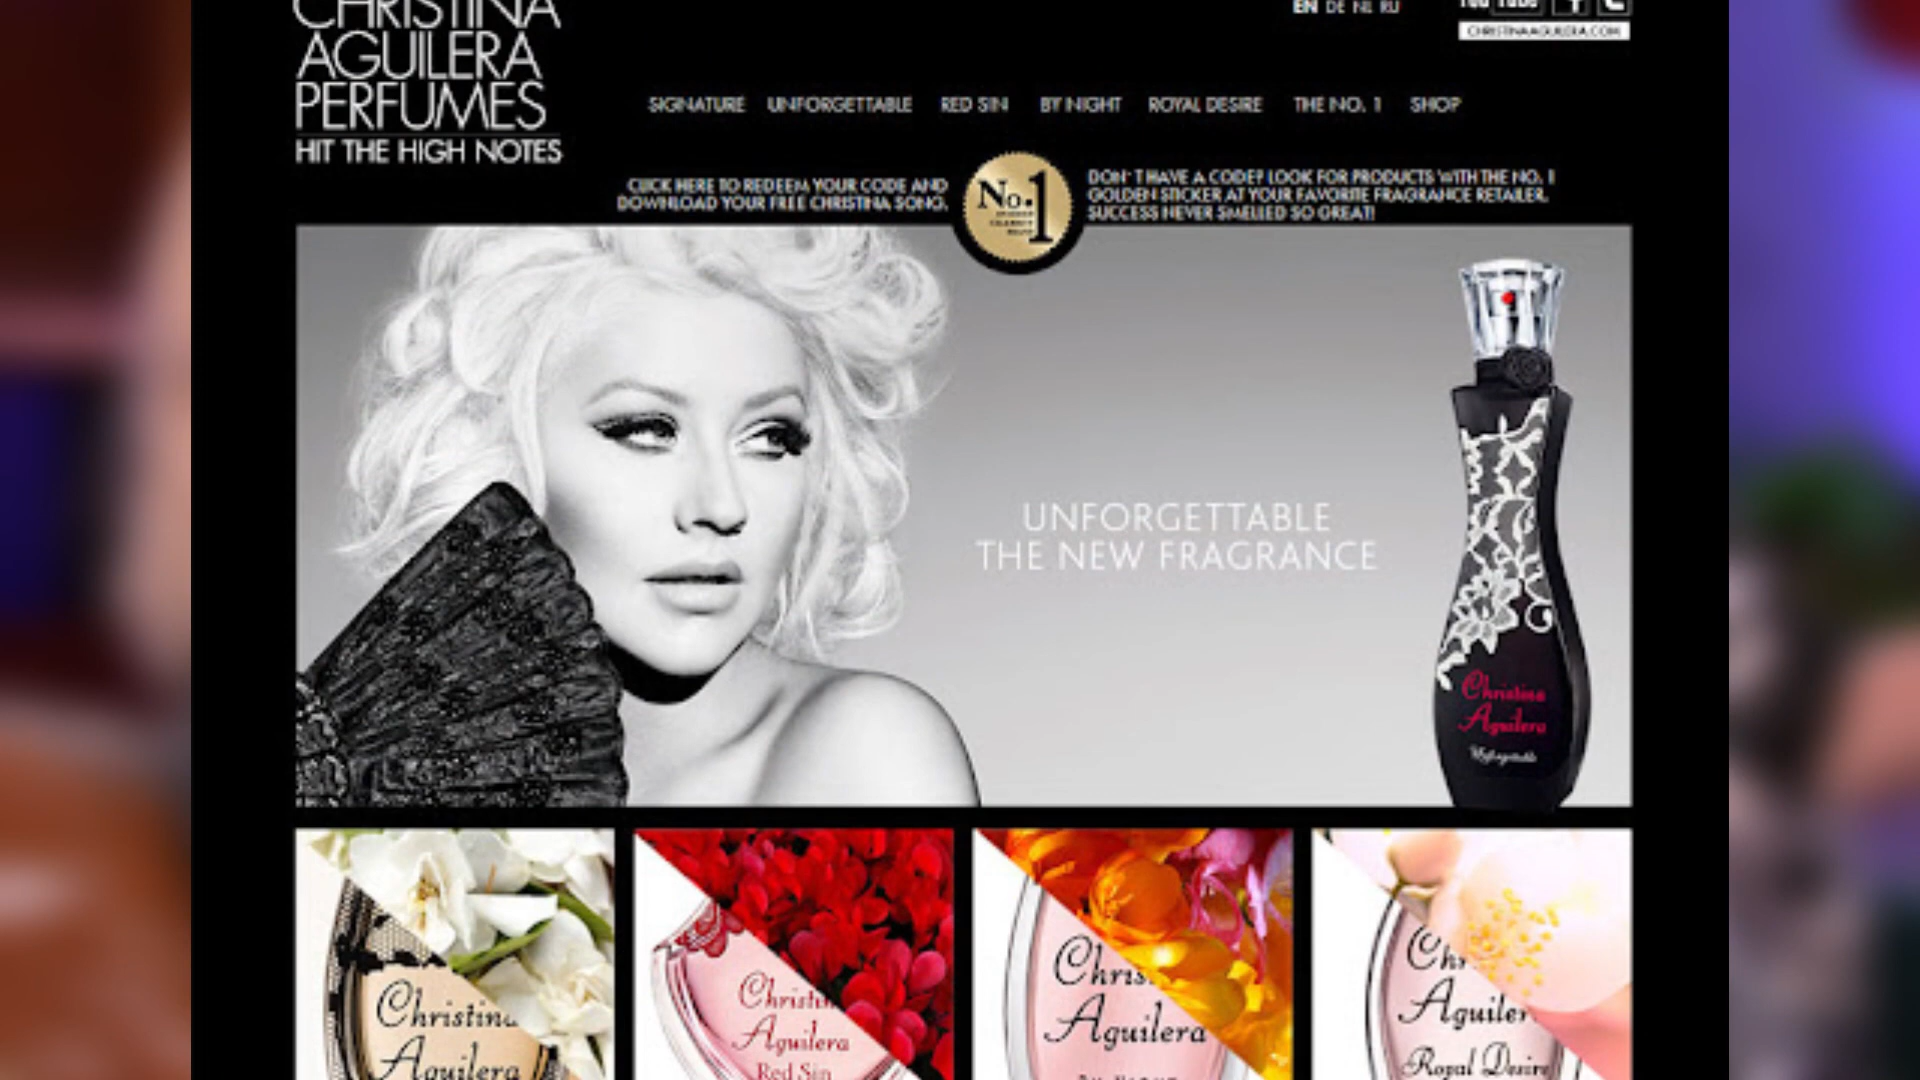 CHRISTINA
AGUILERA
PERFUMES
HIT THE HIGH NOTES
EN DE NL RU
You Tube
CHRISTINAAGUILERA.COM
SIGNATURE UNFORGETTABLE RED SIN BY NIGHT ROYAL DESIRE THE NO. 1 SHOP
CLICK HERE TO REDEEM YOUR CODE AND
DOWNLOAD YOUR FREE CHRISTINA SONG.
No.1
DON'T HAVE A CODE? LOOK FOR PRODUCTS WITH THE NO. 1
GOLDEN STICKER AT YOUR FAVORITE FRAGRANCE RETAILER.
SUCCESS NEVER SMELLED SO GREAT!
UNFORGETTABLE
THE NEW FRAGRANCE
Christina
Aguilera
Unforgettable
Christina
Aguilera
Christin
Aguilera
Red Sin
Chris
Aguilera
Chr
Aguiler
Royal Desire